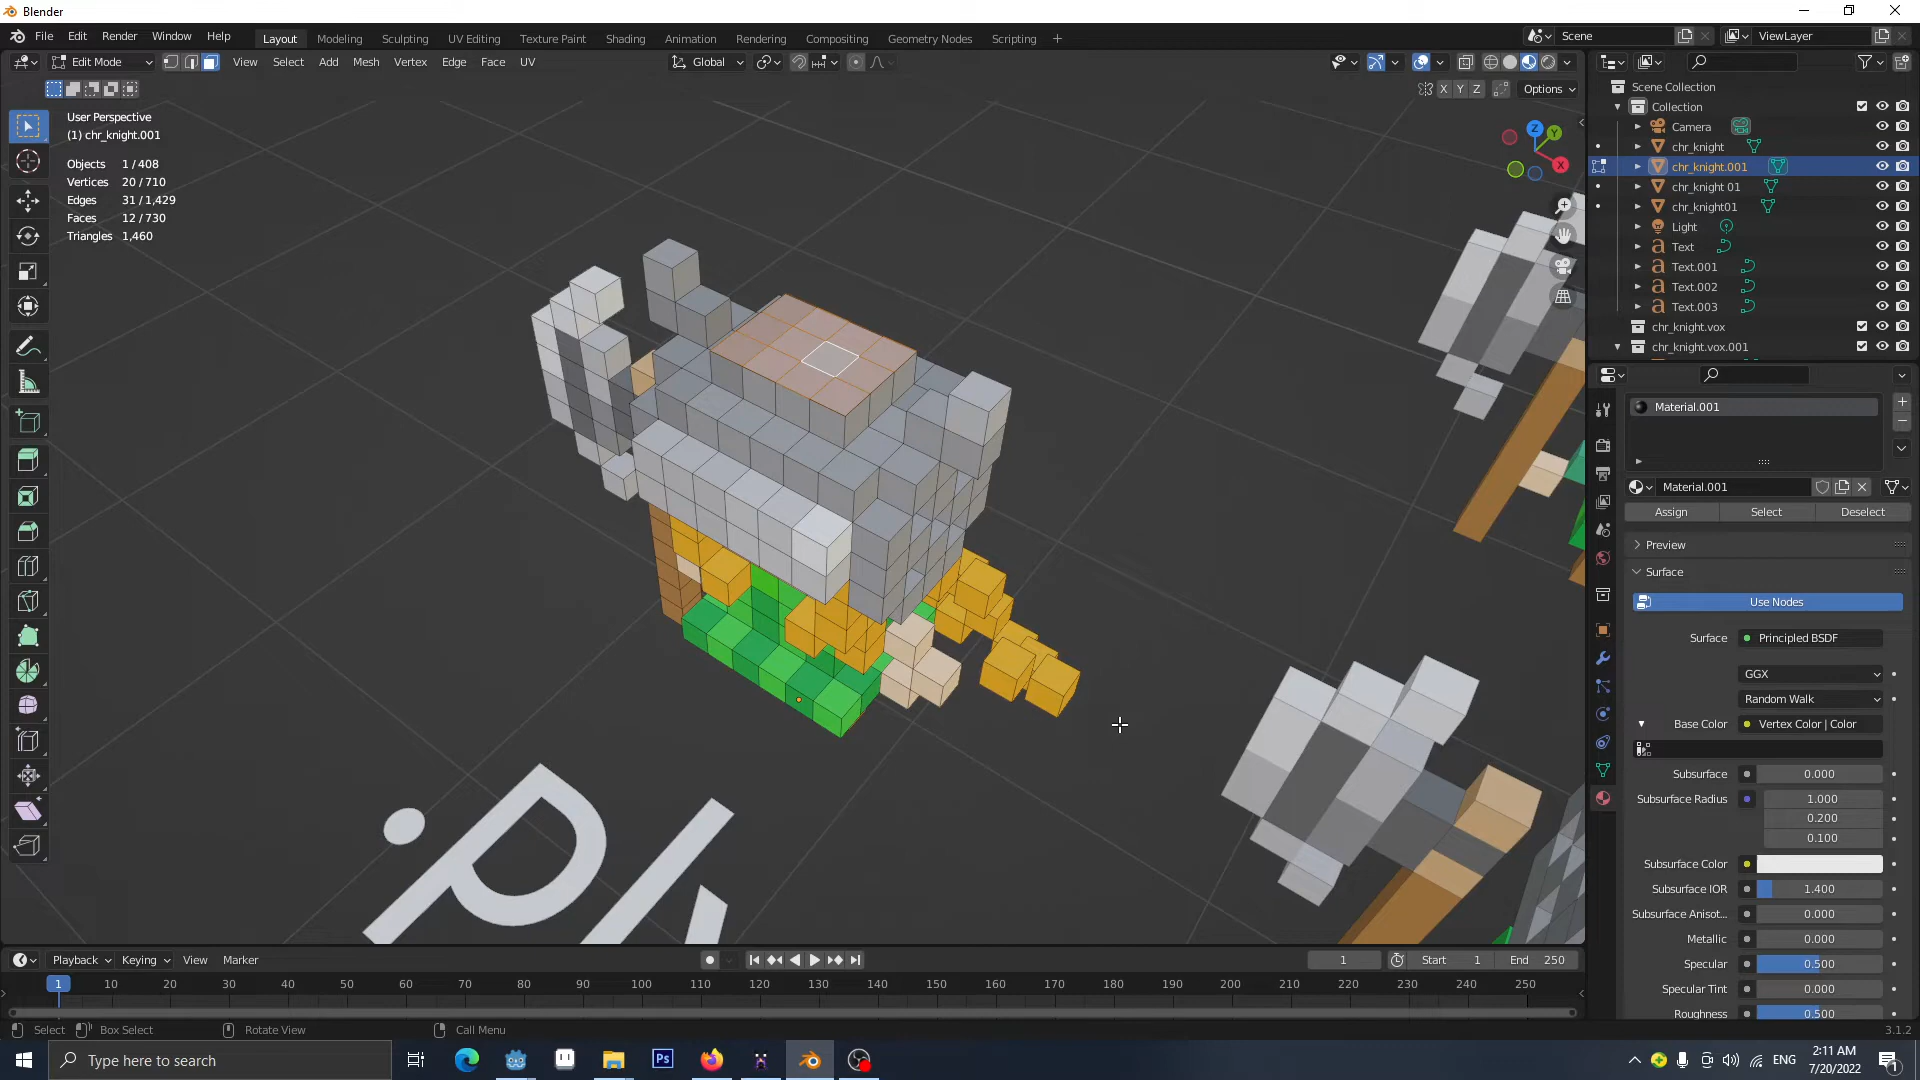 Blender
File Edit Render Window Help
Layout Modeling Sculpting UV Editing Texture Paint Shading Animation Rendering Compositing Geometry Nodes Scripting +
Scene
ViewLayer
Edit Mode
View Select Add Mesh Vertex Edge Face UV
Global
X Y Z
Options
User Perspective
(1) chr_knight.001
Objects 1 / 408
Vertices 20 / 710
Edges 31 / 1,429
Faces 12 / 730
Triangles 1,460
Z
Y
X
Scene Collection
Collection
Camera
chr_knight
chr_knight.001
chr_knight 01
chr_knight01
Light
Text
Text.001
Text.002
Text.003
chr_knight.vox
chr_knight.vox.001
Material.001
Material.001
Assign
Select
Deselect
Preview
Surface
Use Nodes
Surface
Principled BSDF
GGX
Random Walk
Base Color
Vertex Color | Color
Subsurface
0.000
Subsurface Radius
1.000
0.200
0.100
Subsurface Color
Subsurface IOR
1.400
Subsurface Anisot...
0.000
Metallic
0.000
Specular
0.500
Specular Tint
0.000
Roughness
0.500
Playback
Keying
View
Marker
1
Start 1
End 250
1 10 20 30 40 50 60 70 80 90 100 110 120 130 140 150 160 170 180 190 200 210 220 230 240 250
Select
Box Select
Rotate View
Call Menu
3.1.2
Type here to search
Ps
ENG
2:11 AM
7/20/2022
1